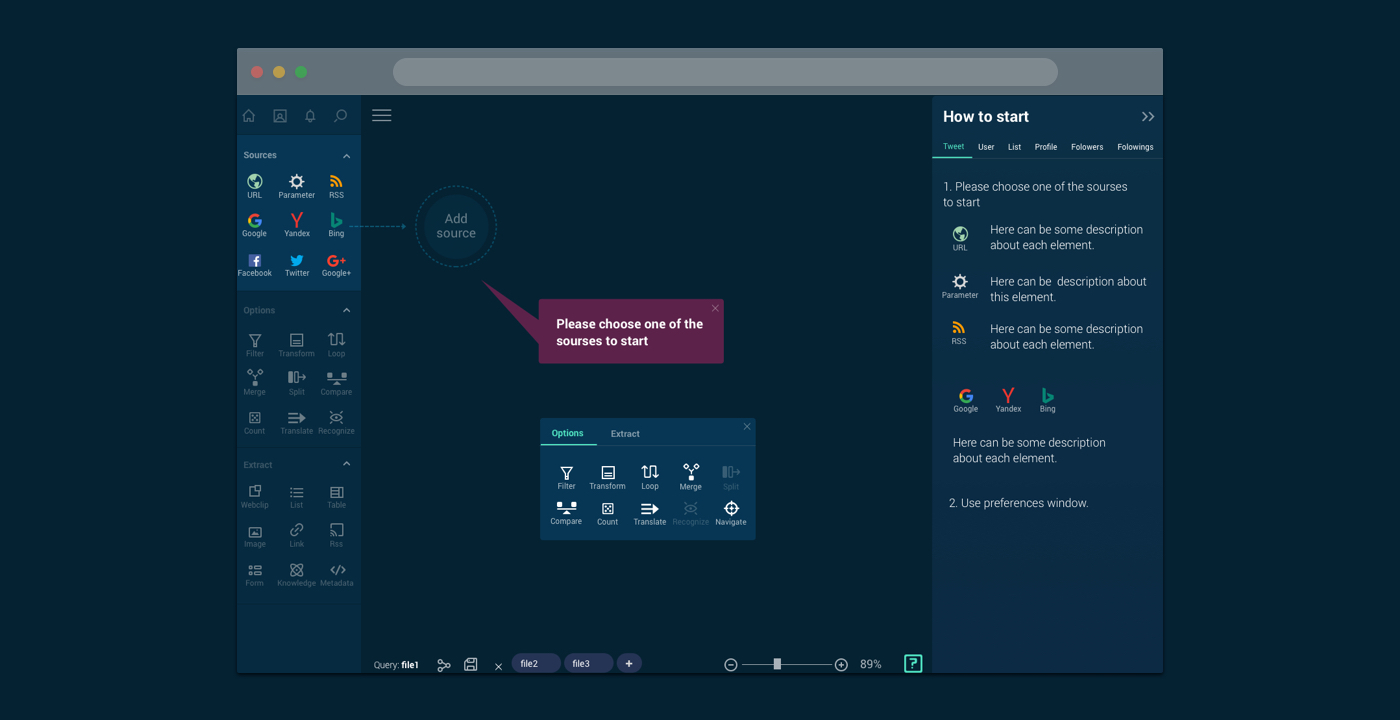 Sources
URL
Parameter
RSS
Google
Yandex
Bing
Facebook
Twitter
Google+
Options
Filter
Transform
Loop
Merge
Split
Compare
Count
Translate
Recognize
Extract
Webclip
List
Table
Image
Link
Rss
Form
Knowledge
Metadata
Add
source
Please choose one of the
sourses to start
Options
Extract
Filter
Transform
Loop
Merge
Split
Compare
Count
Translate
Recognize
Navigate
Query: file1
file2
file3
+
89%
?
How to start
Tweet
User
List
Profile
Folowers
Folowings
1. Please choose one of the sourses
to start
URL
Here can be some description
about each element.
Parameter
Here can be description about
this element.
RSS
Here can be some description
about each element.
Google
Yandex
Bing
Here can be some description
about each element.
2. Use preferences window.